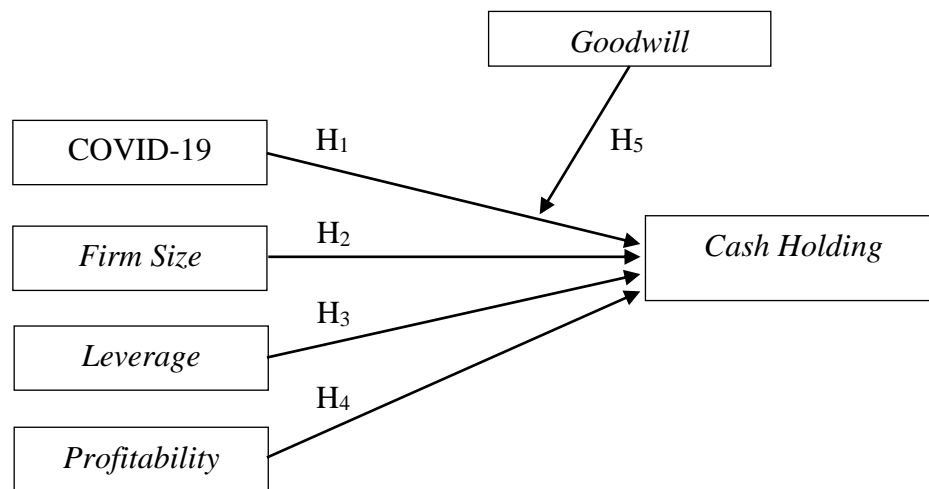 Goodwill
COVID-19
H1
H5
Firm Size
H2
Cash Holding
Leverage
H3
Profitability
H4